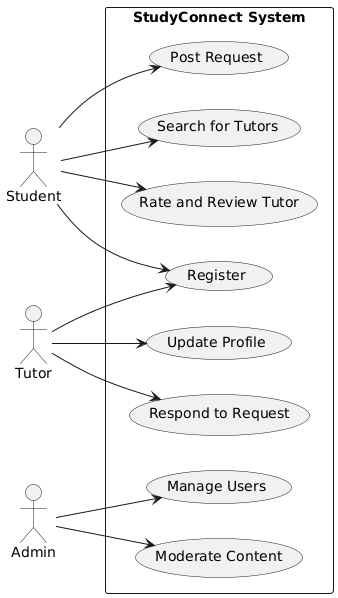 StudyConnect System
Post Request
Search for Tutors
Student
Rate and Review Tutor
Register
Tutor
Update Profile
Respond to Request
Manage Users
Admin
Moderate Content